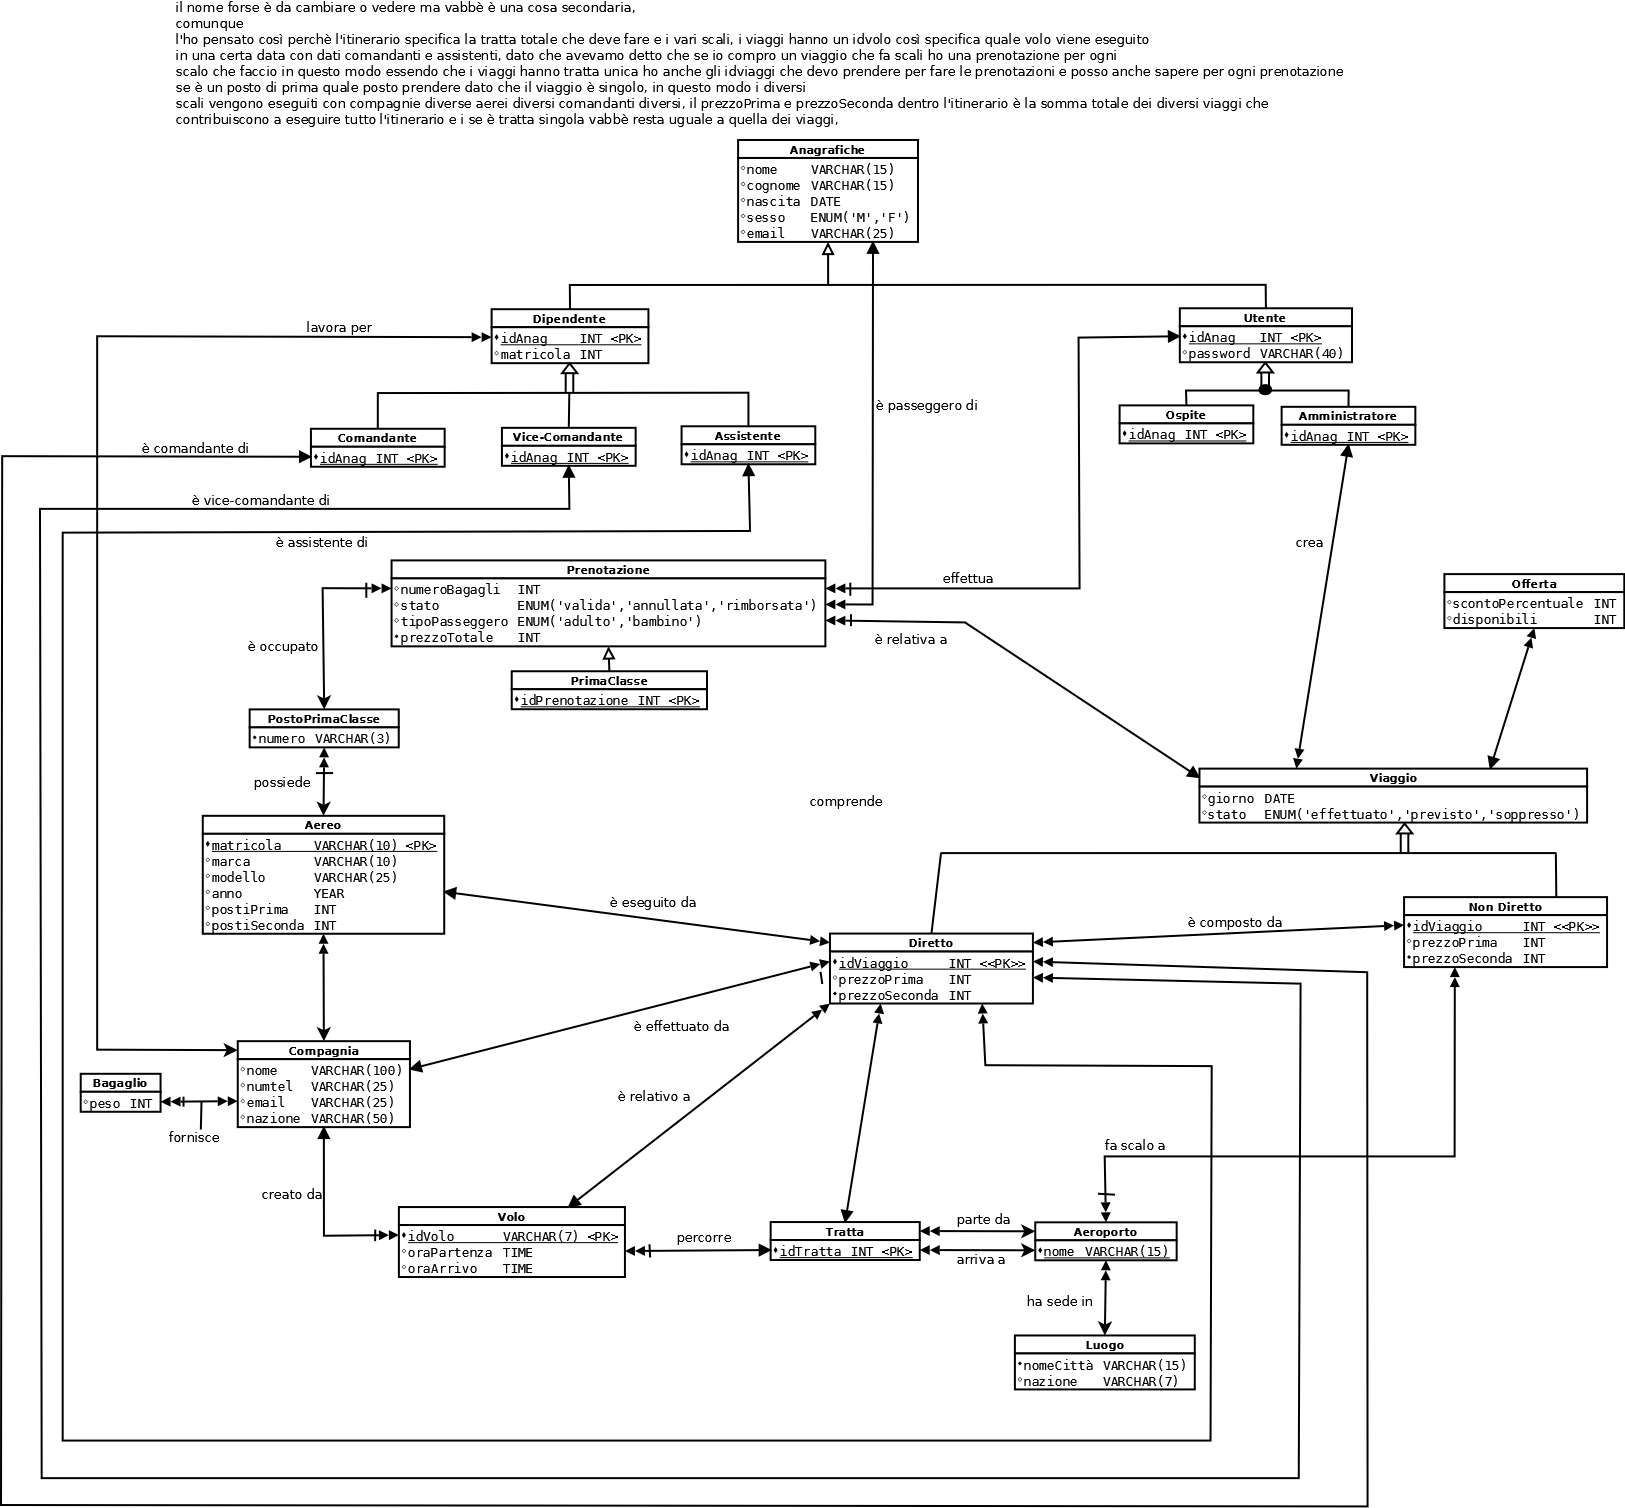 il nome forse è da cambiare o vedere ma vabbè è una cosa secondaria,
comunque
l'ho pensato così perchè l'itinerario specifica la tratta totale che deve fare e i vari scali, i viaggi hanno un idvolo così specifica quale volo viene eseguito
in una certa data con dati comandanti e assistenti, dato che avevamo detto che se io compro un viaggio che fa scali ho una prenotazione per ogni
scalo che faccio in questo modo essendo che i viaggi hanno tratta unica ho anche gli idviaggi che devo prendere per fare le prenotazioni e posso anche sapere per ogni prenotazione
se è un posto di prima quale posto prendere dato che il viaggio è singolo, in questo modo i diversi
scali vengono eseguiti con compagnie diverse aerei diversi comandanti diversi, il prezzoPrima e prezzoSeconda dentro l'itinerario è la somma totale dei diversi viaggi che
contribuiscono a eseguire tutto l'itinerario e i se è tratta singola vabbè resta uguale a quella dei viaggi,
Anagrafiche
nome VARCHAR(15)
cognome VARCHAR(15)
nascita DATE
sesso ENUM('M','F')
email VARCHAR(25)
lavora per
Dipendente
idAnag INT <PK>
matricola INT
Utente
idAnag INT <PK>
password VARCHAR(40)
è passeggero di
Ospite
idAnag INT <PK>
Amministratore
idAnag INT <PK>
è comandante di
Comandante
idAnag INT <PK>
Vice-Comandante
idAnag INT <PK>
Assistente
idAnag INT <PK>
è vice-comandante di
è assistente di
crea
Prenotazione
numeroBagagli INT
stato ENUM('valida','annullata','rimborsata')
tipoPasseggero ENUM('adulto','bambino')
prezzoTotale INT
effettua
Offerta
scontoPercentuale INT
disponibili INT
è occupato
è relativa a
PrimaClasse
idPrenotazione INT <PK>
PostoPrimaClasse
numero VARCHAR(3)
possiede
comprende
Viaggio
giorno DATE
stato ENUM('effettuato','previsto','soppresso')
Aereo
matricola VARCHAR(10) <PK>
marca VARCHAR(10)
modello VARCHAR(25)
anno YEAR
postiPrima INT
postiSeconda INT
è eseguito da
è composto da
Non Diretto
idViaggio INT <<PK>>
prezzoPrima INT
prezzoSeconda INT
Diretto
idViaggio INT <<PK>>
prezzoPrima INT
prezzoSeconda INT
è effettuato da
Compagnia
nome VARCHAR(100)
numtel VARCHAR(25)
email VARCHAR(25)
nazione VARCHAR(50)
Bagaglio
peso INT
fornisce
è relativo a
fa scalo a
creato da
Volo
idVolo VARCHAR(7) <PK>
oraPartenza TIME
oraArrivo TIME
percorre
Tratta
idTratta INT <PK>
parte da
arriva a
Aeroporto
nome VARCHAR(15)
ha sede in
Luogo
nomeCittà VARCHAR(15)
nazione VARCHAR(7)